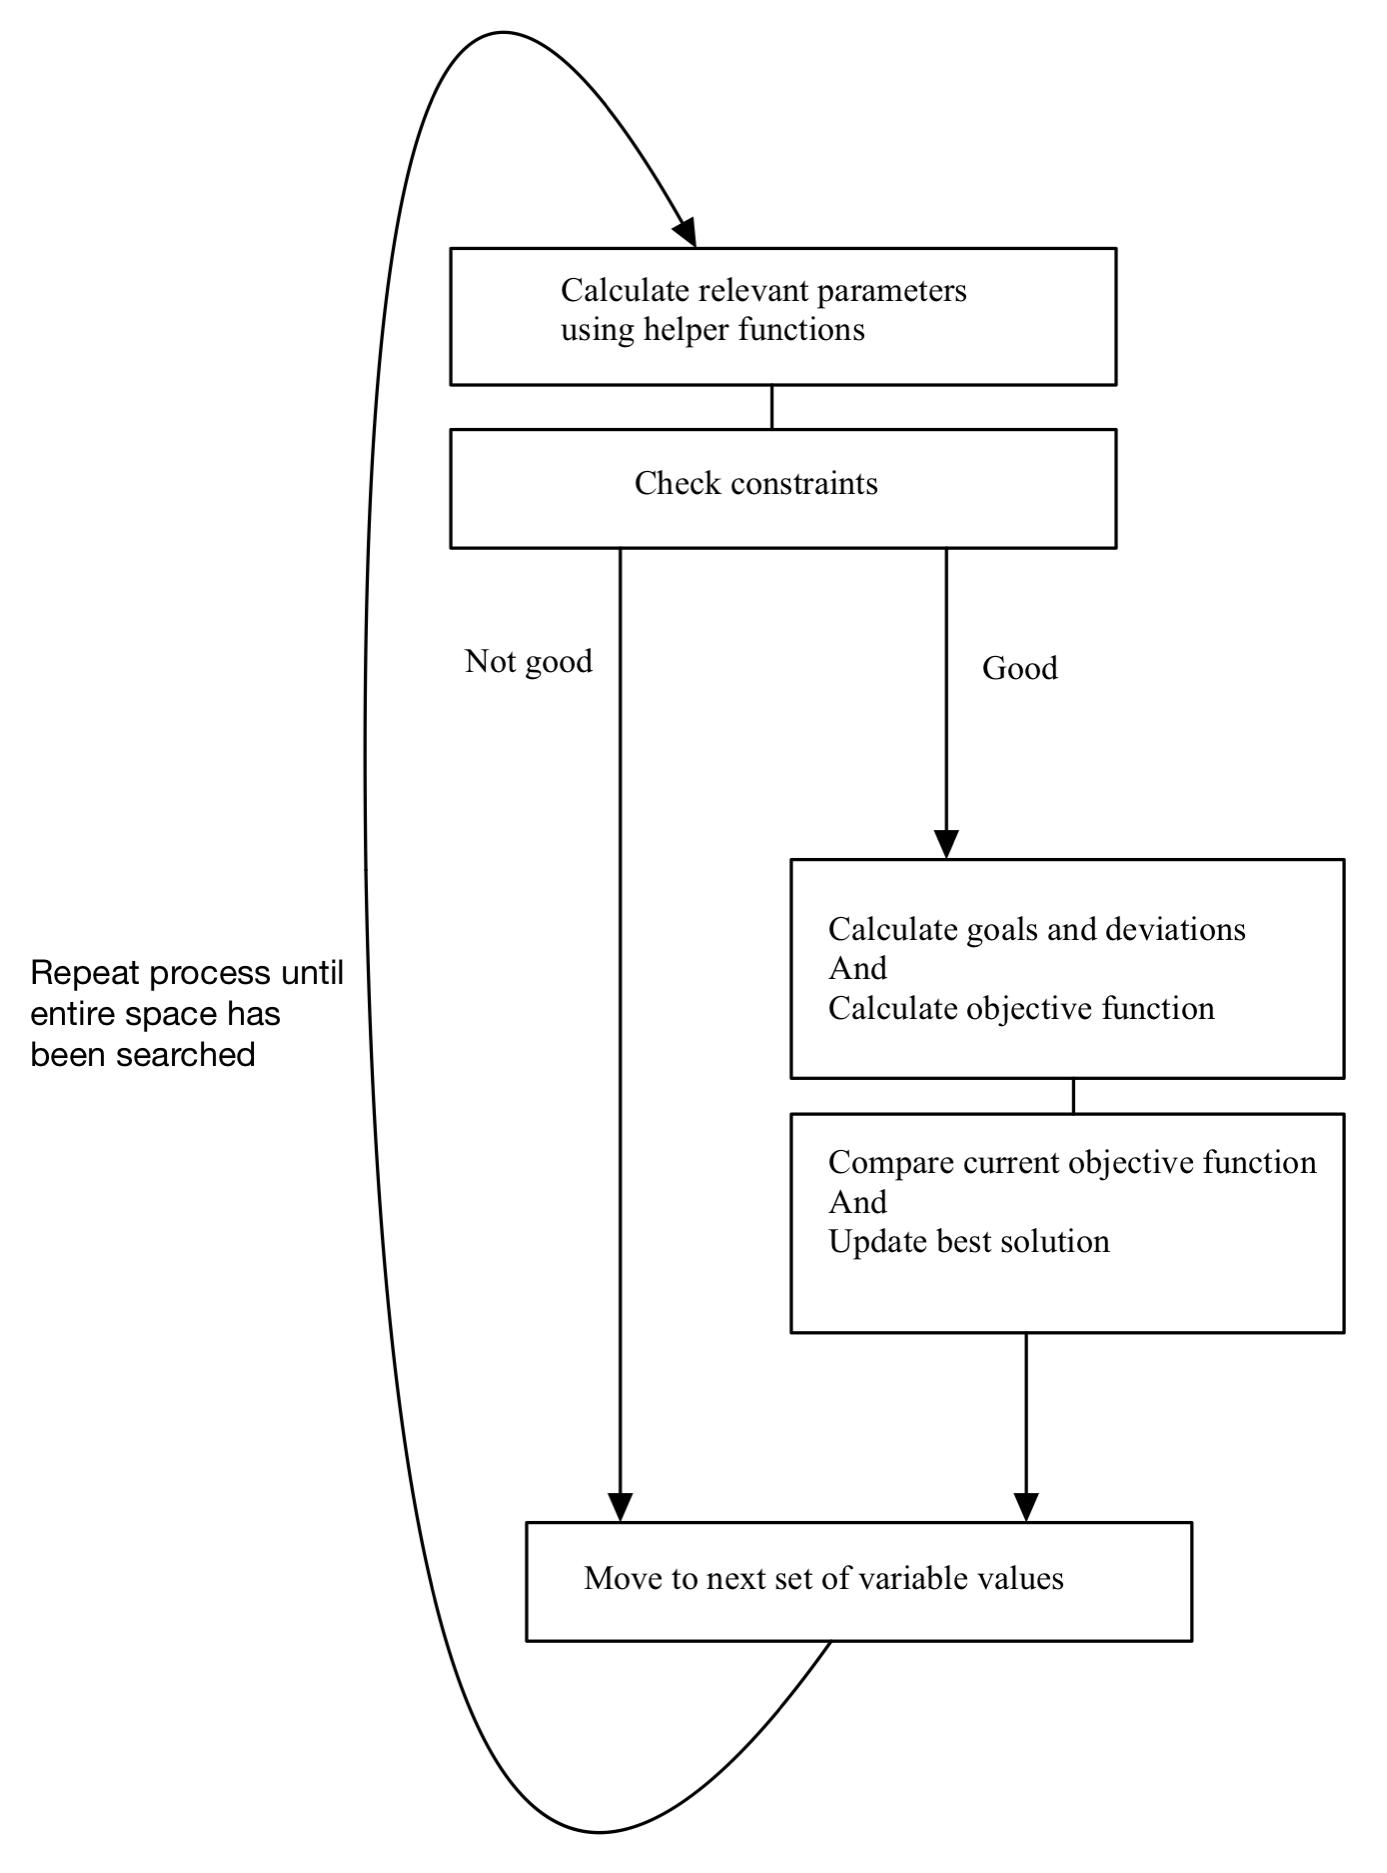 Calculate relevant parameters
using helper functions
Check constraints
Not good
Good
Calculate goals and deviations
And
Calculate objective function
Repeat process until
entire space has
been searched
Compare current objective function
And
Update best solution
Move to next set of variable values